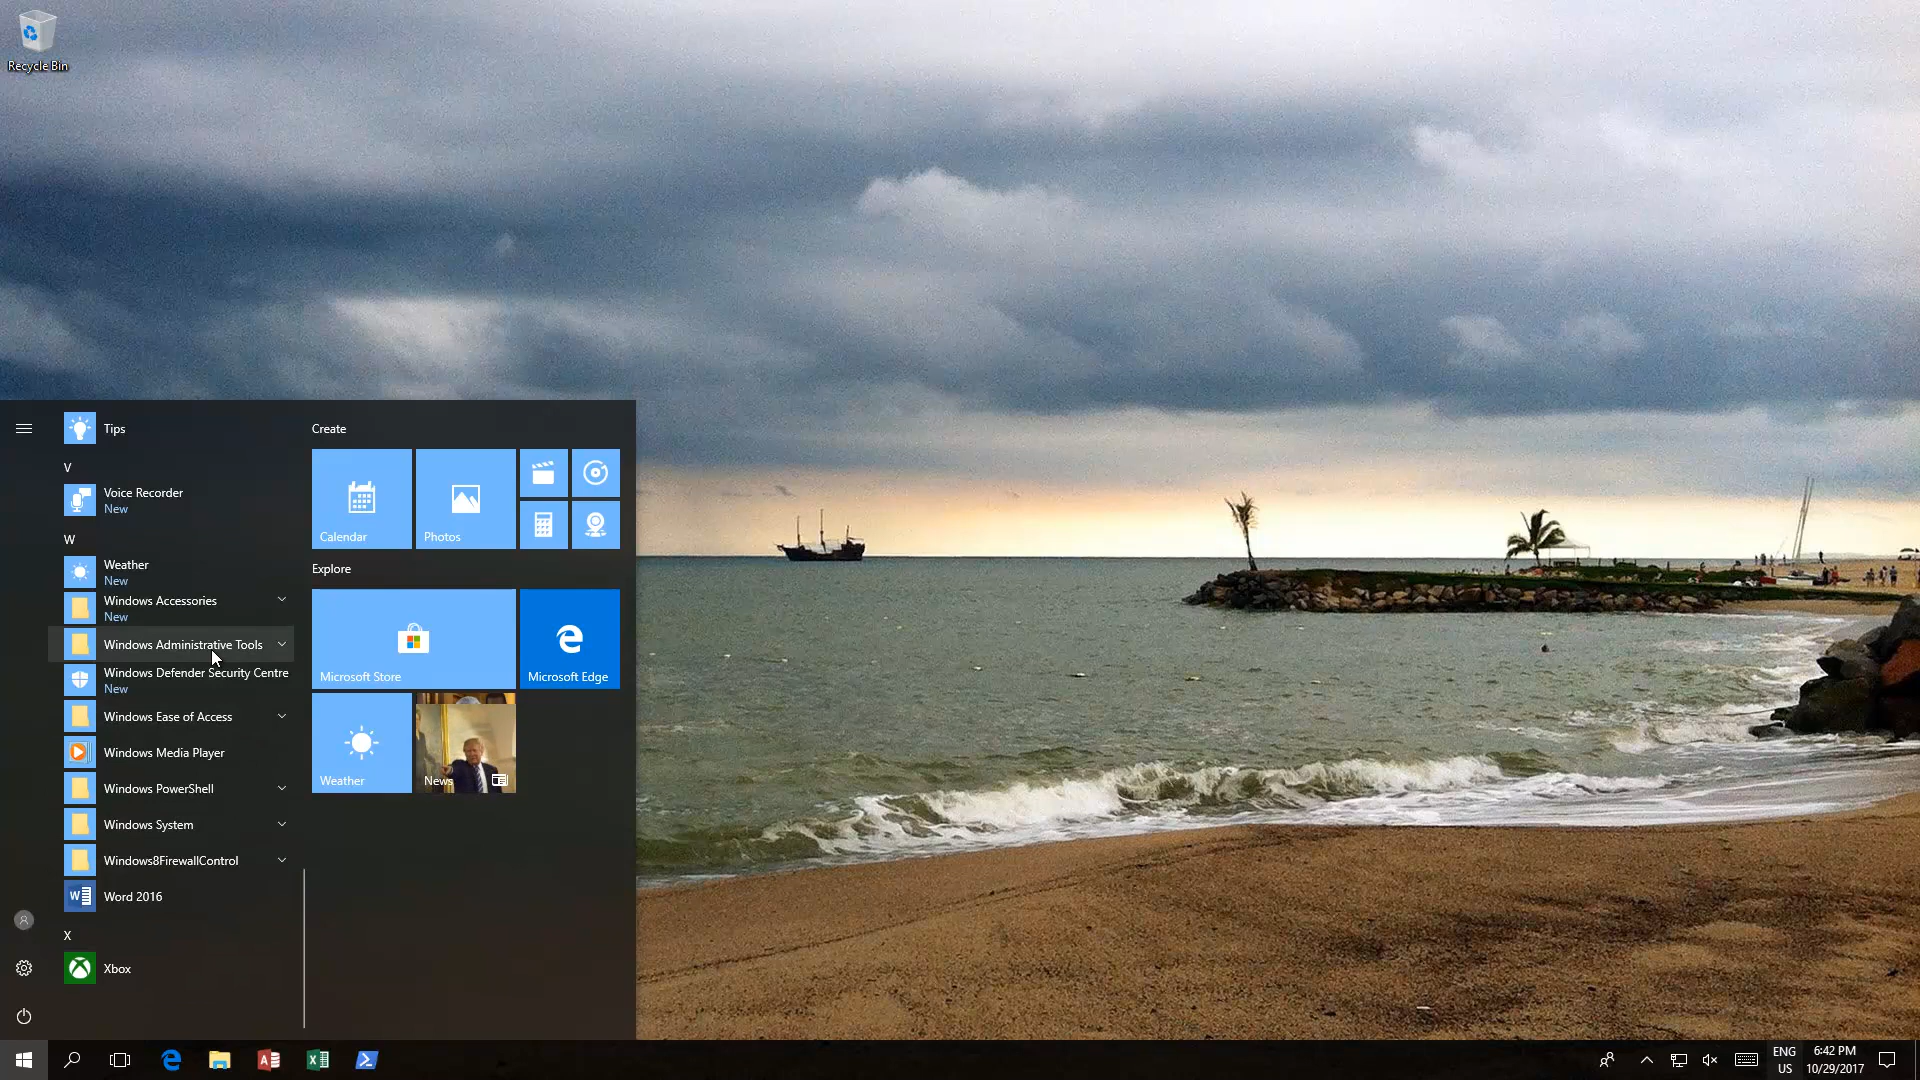 Recycle Bin
Tips
V
Voice Recorder
New
W
Weather
New
Windows Accessories
New
Windows Administrative Tools
Windows Defender Security Centre
New
Windows Ease of Access
Windows Media Player
Windows PowerShell
Windows System
Windows8FirewallControl
Word 2016
X
Xbox
Create
Calendar
Photos
Explore
Microsoft Store
Microsoft Edge
Weather
News
ENG
US
6:42 PM
10/29/2017